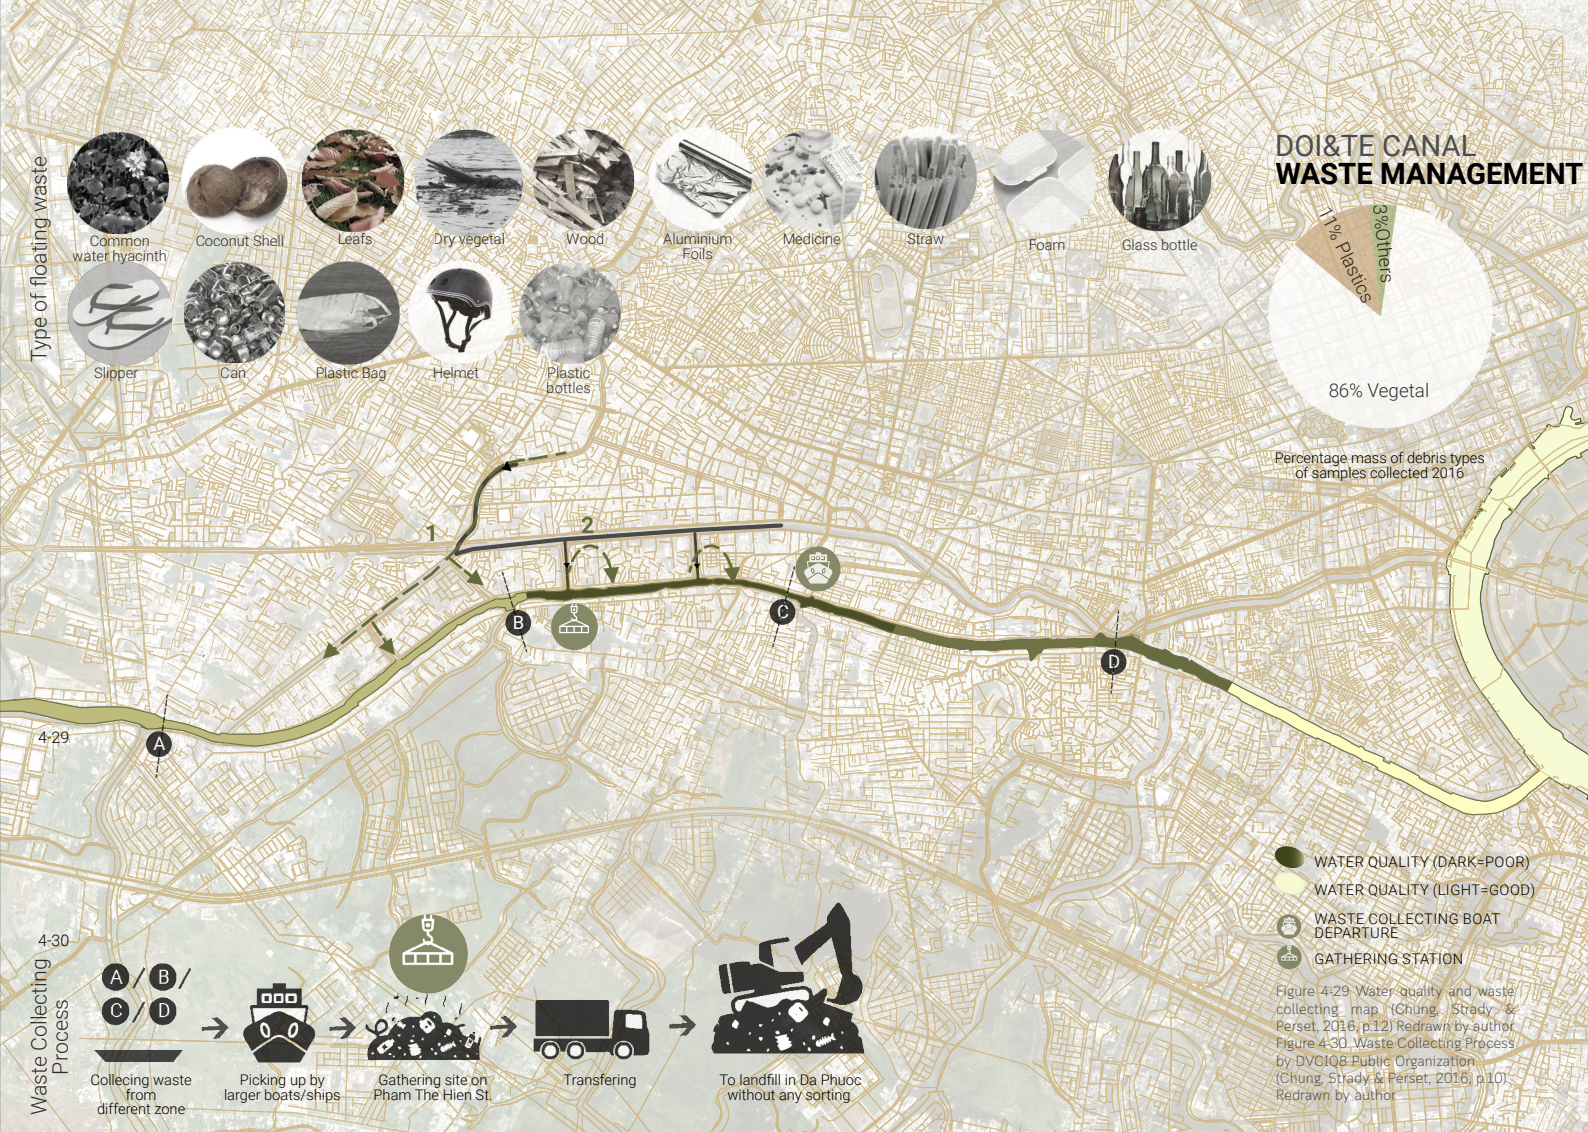 DOI&TE CANAL
WASTE MANAGEMENT
Type of floating waste
Common
water hyacinth
Coconut Shell
Leafs
Dry vegetal
Wood
Aluminium
Foils
Medicine
Straw
Foam
Glass bottle
Slipper
Can
Plastic Bag
Helmet
Plastic
bottles
11% Plastics
3%Others
86% Vegetal
Percentage mass of debris types
of samples collected 2016
1
2
A
B
C
D
4-29
WATER QUALITY (DARK=POOR)
WATER QUALITY (LIGHT=GOOD)
WASTE COLLECTING BOAT
DEPARTURE
GATHERING STATION
4-30
Waste Collecting
Process
A / B /
C / D
Collecing waste
from
different zone
Picking up by
larger boats/ships
Gathering site on
Pham The Hien St.
Transfering
To landfill in Da Phuoc
without any sorting
Figure 4-29 Water quality and waste
collecting map (Chung, Strady &
Perset, 2016, p.12) Redrawn by author
Figure 4-30. Waste Collecting Process
by DVCIQ8 Public Organization
(Chung, Strady & Perset, 2016, p.10)
Redrawn by author